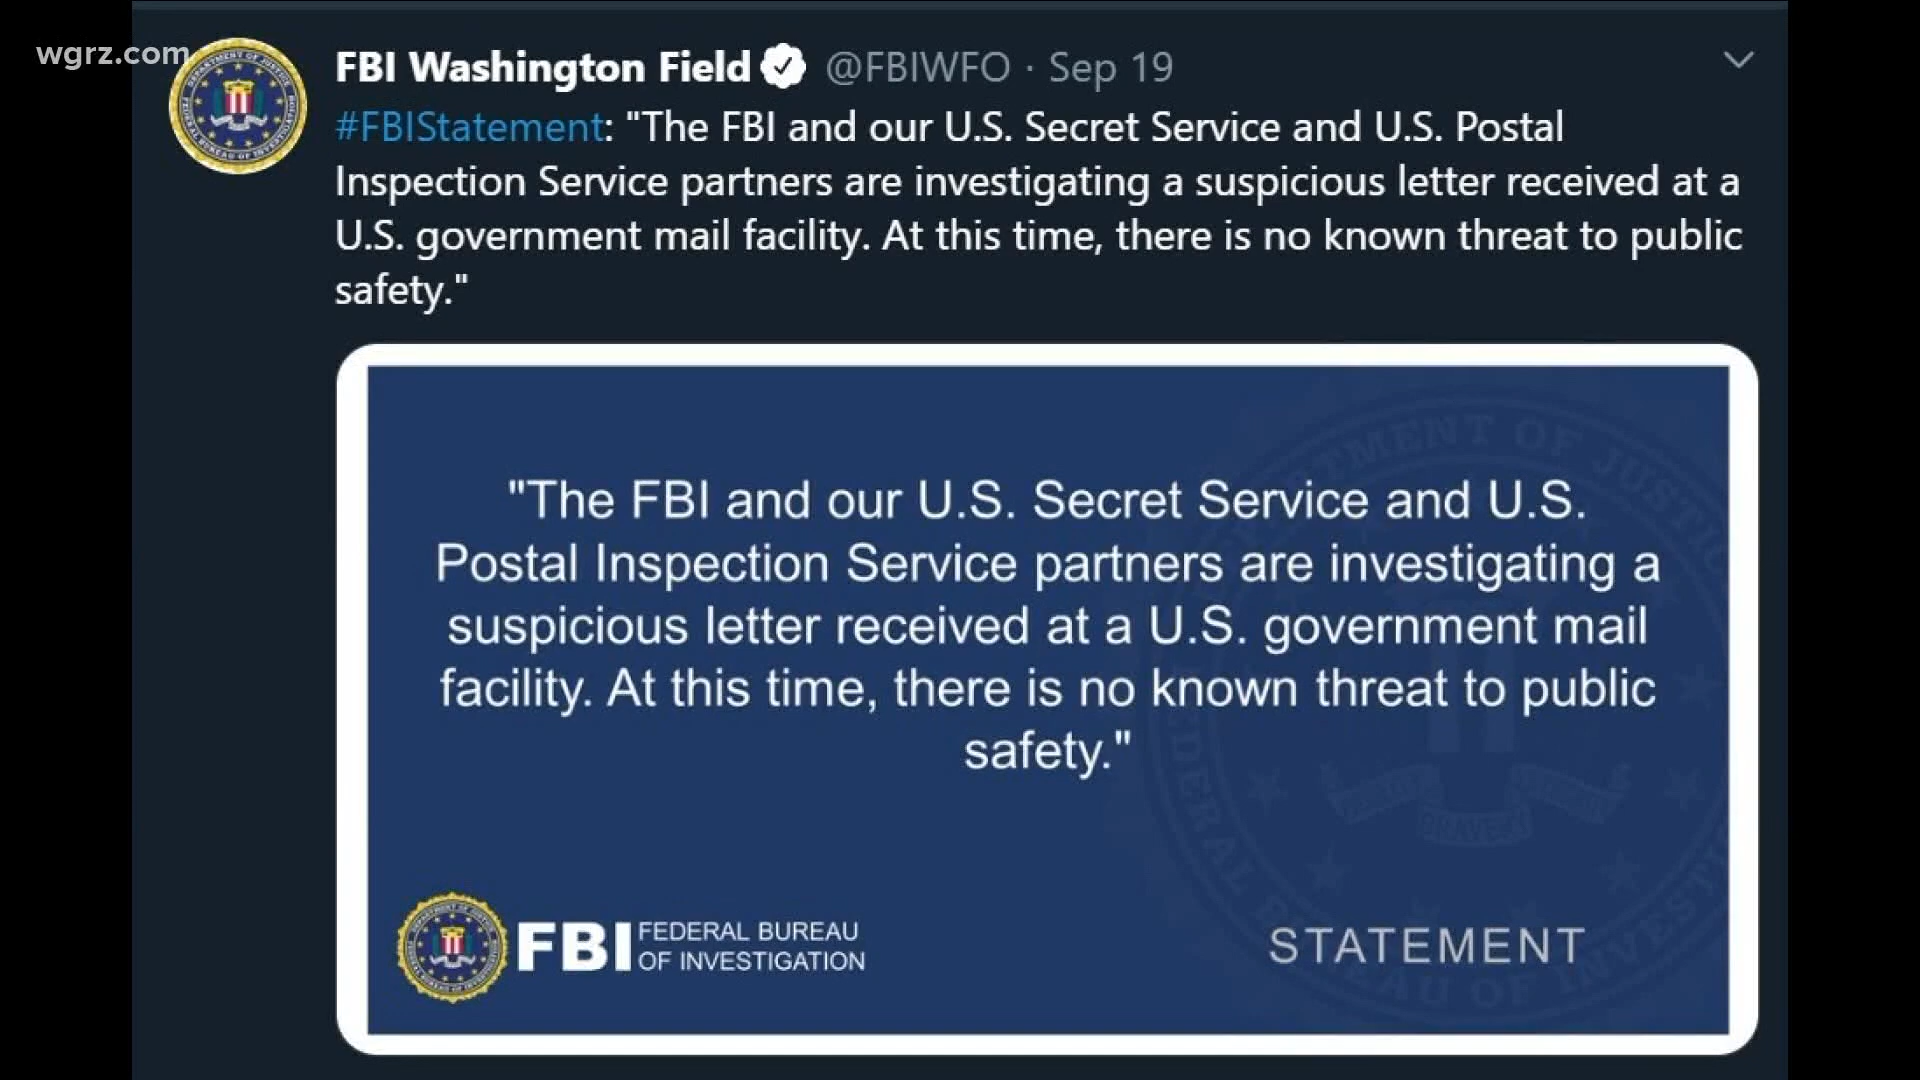 wgrz.com
FBI Washington Field @FBIWFO · Sep 19
#FBIStatement: "The FBI and our U.S. Secret Service and U.S. Postal
Inspection Service partners are investigating a suspicious letter received at a
U.S. government mail facility. At this time, there is no known threat to public
safety."
"The FBI and our U.S. Secret Service and U.S.
Postal Inspection Service partners are investigating a
suspicious letter received at a U.S. government mail
facility. At this time, there is no known threat to public
safety."
FBI
FEDERAL BUREAU
OF INVESTIGATION
STATEMENT